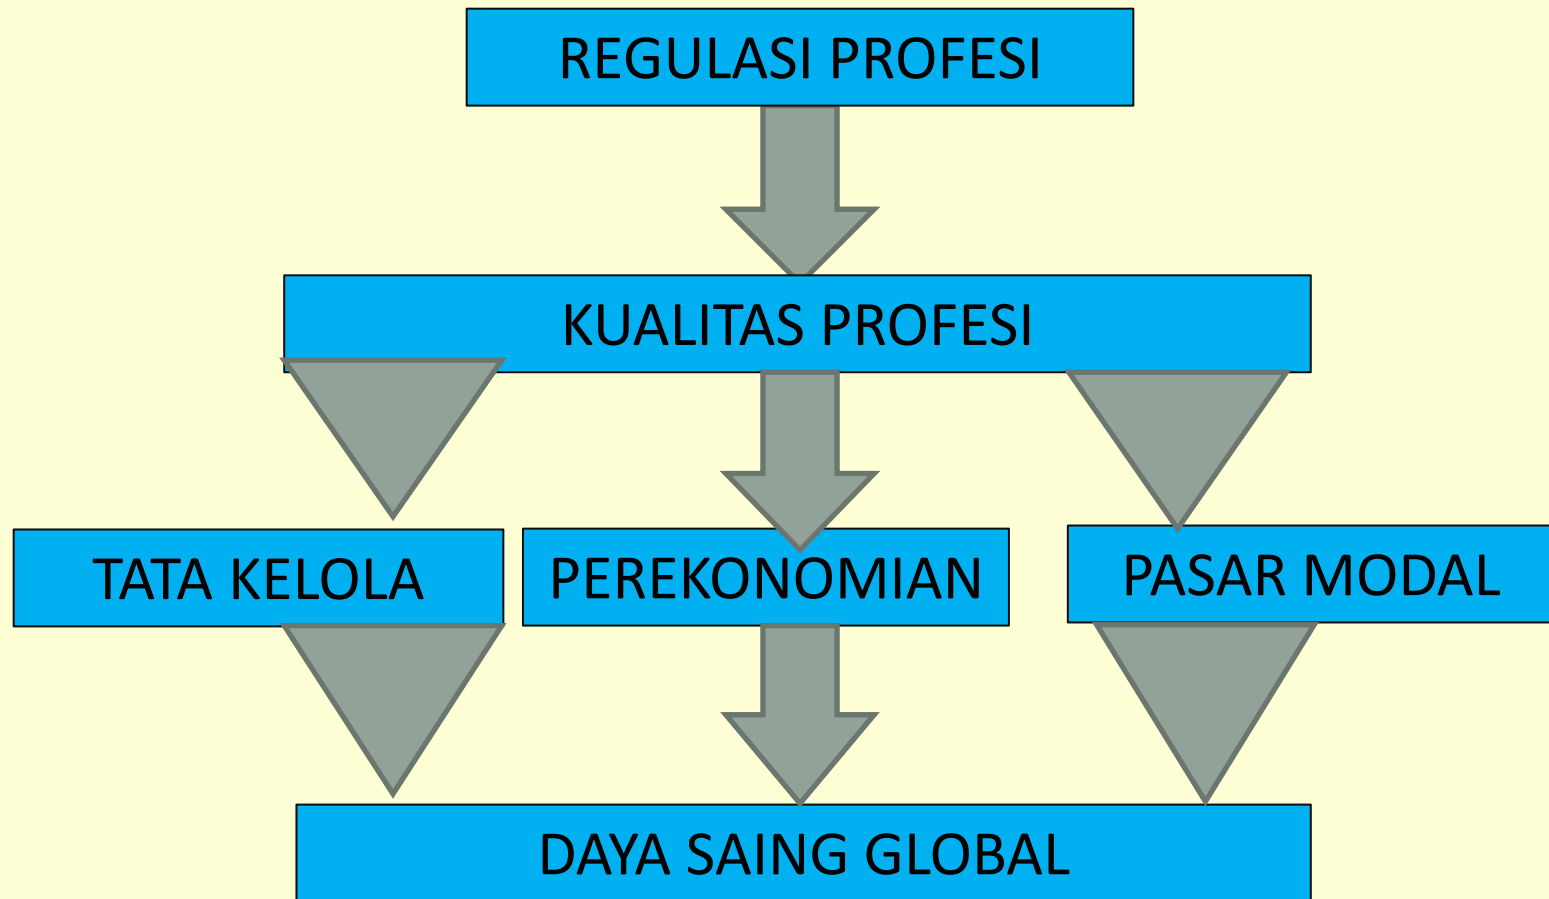 REGULASI PROFESI
KUALITAS PROFESI
TATA KELOLA
PEREKONOMIAN
PASAR MODAL
DAYA SAING GLOBAL